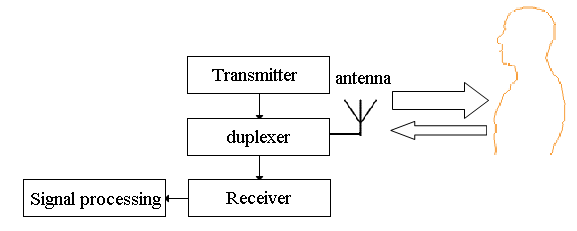 Transmitter
antenna
duplexer
Signal processing
Receiver